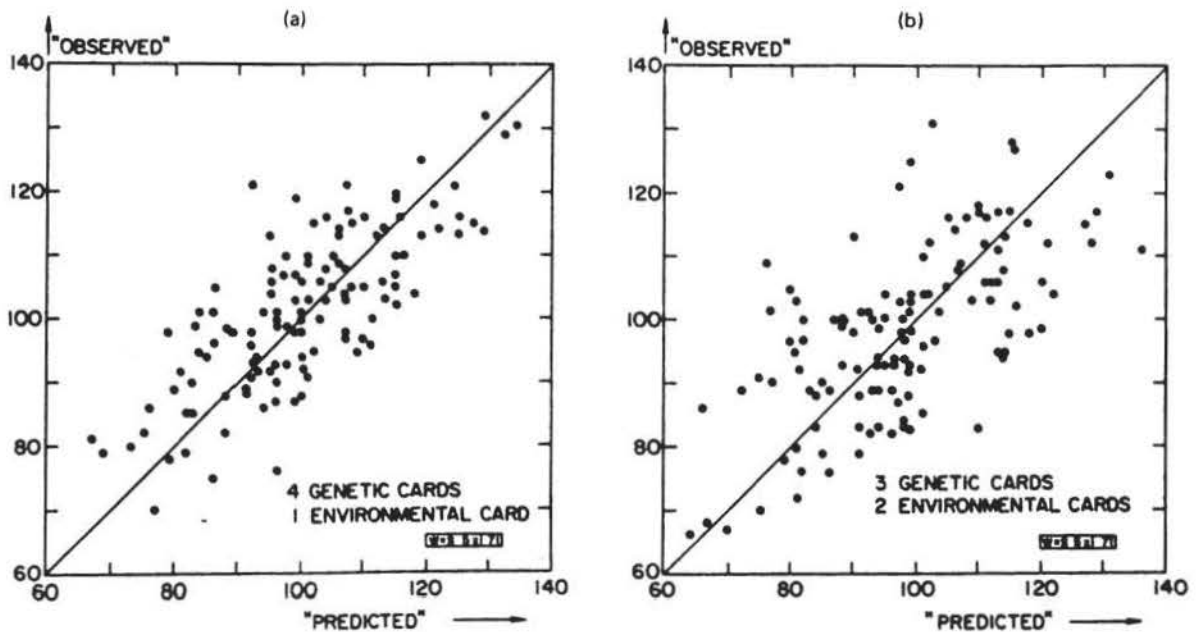 (a)
"OBSERVED"
140
120
100
80
60
60 80 100 120 140
4 GENETIC CARDS
1 ENVIRONMENTAL CARD
"PREDICTED"
(b)
"OBSERVED"
140
120
100
80
60
60 80 100 120 140
3 GENETIC CARDS
2 ENVIRONMENTAL CARDS
"PREDICTED"